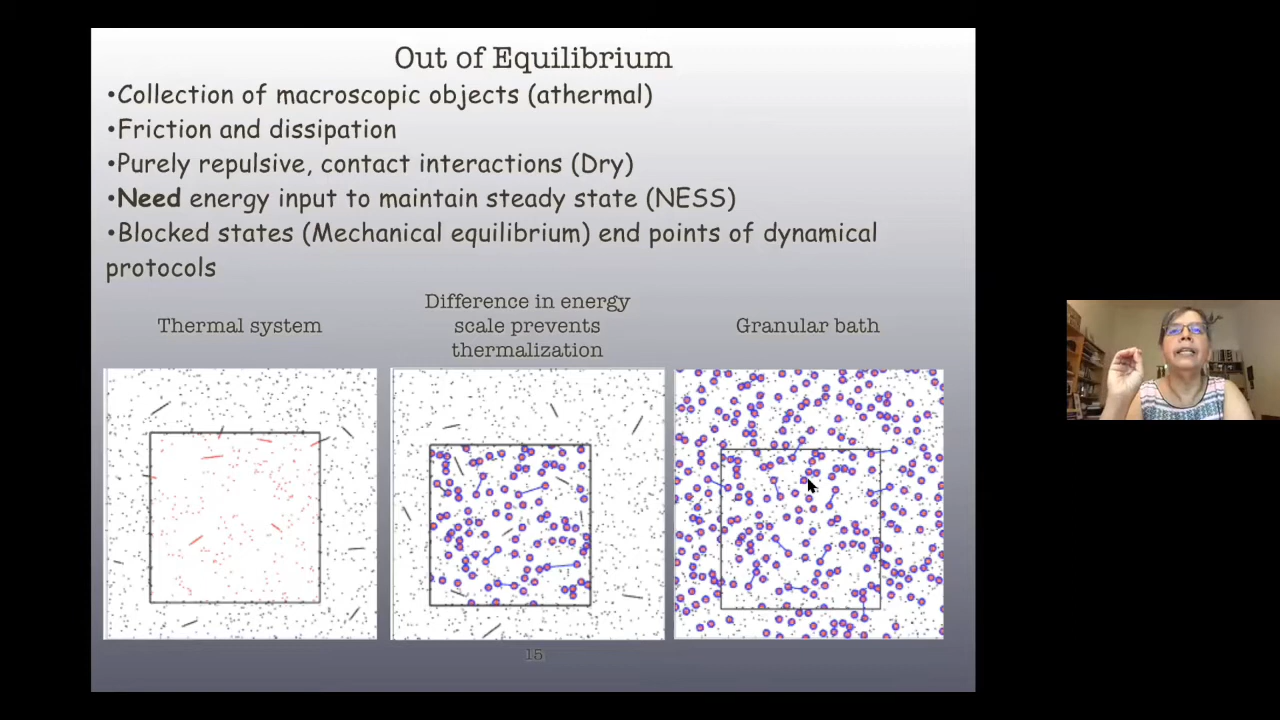 Out of Equilibrium
•Collection of macroscopic objects (athermal)
•Friction and dissipation
•Purely repulsive, contact interactions (Dry)
•Need energy input to maintain steady state (NESS)
•Blocked states (Mechanical equilibrium) end points of dynamical
protocols
Thermal system
Difference in energy
scale prevents
thermalization
Granular bath
15